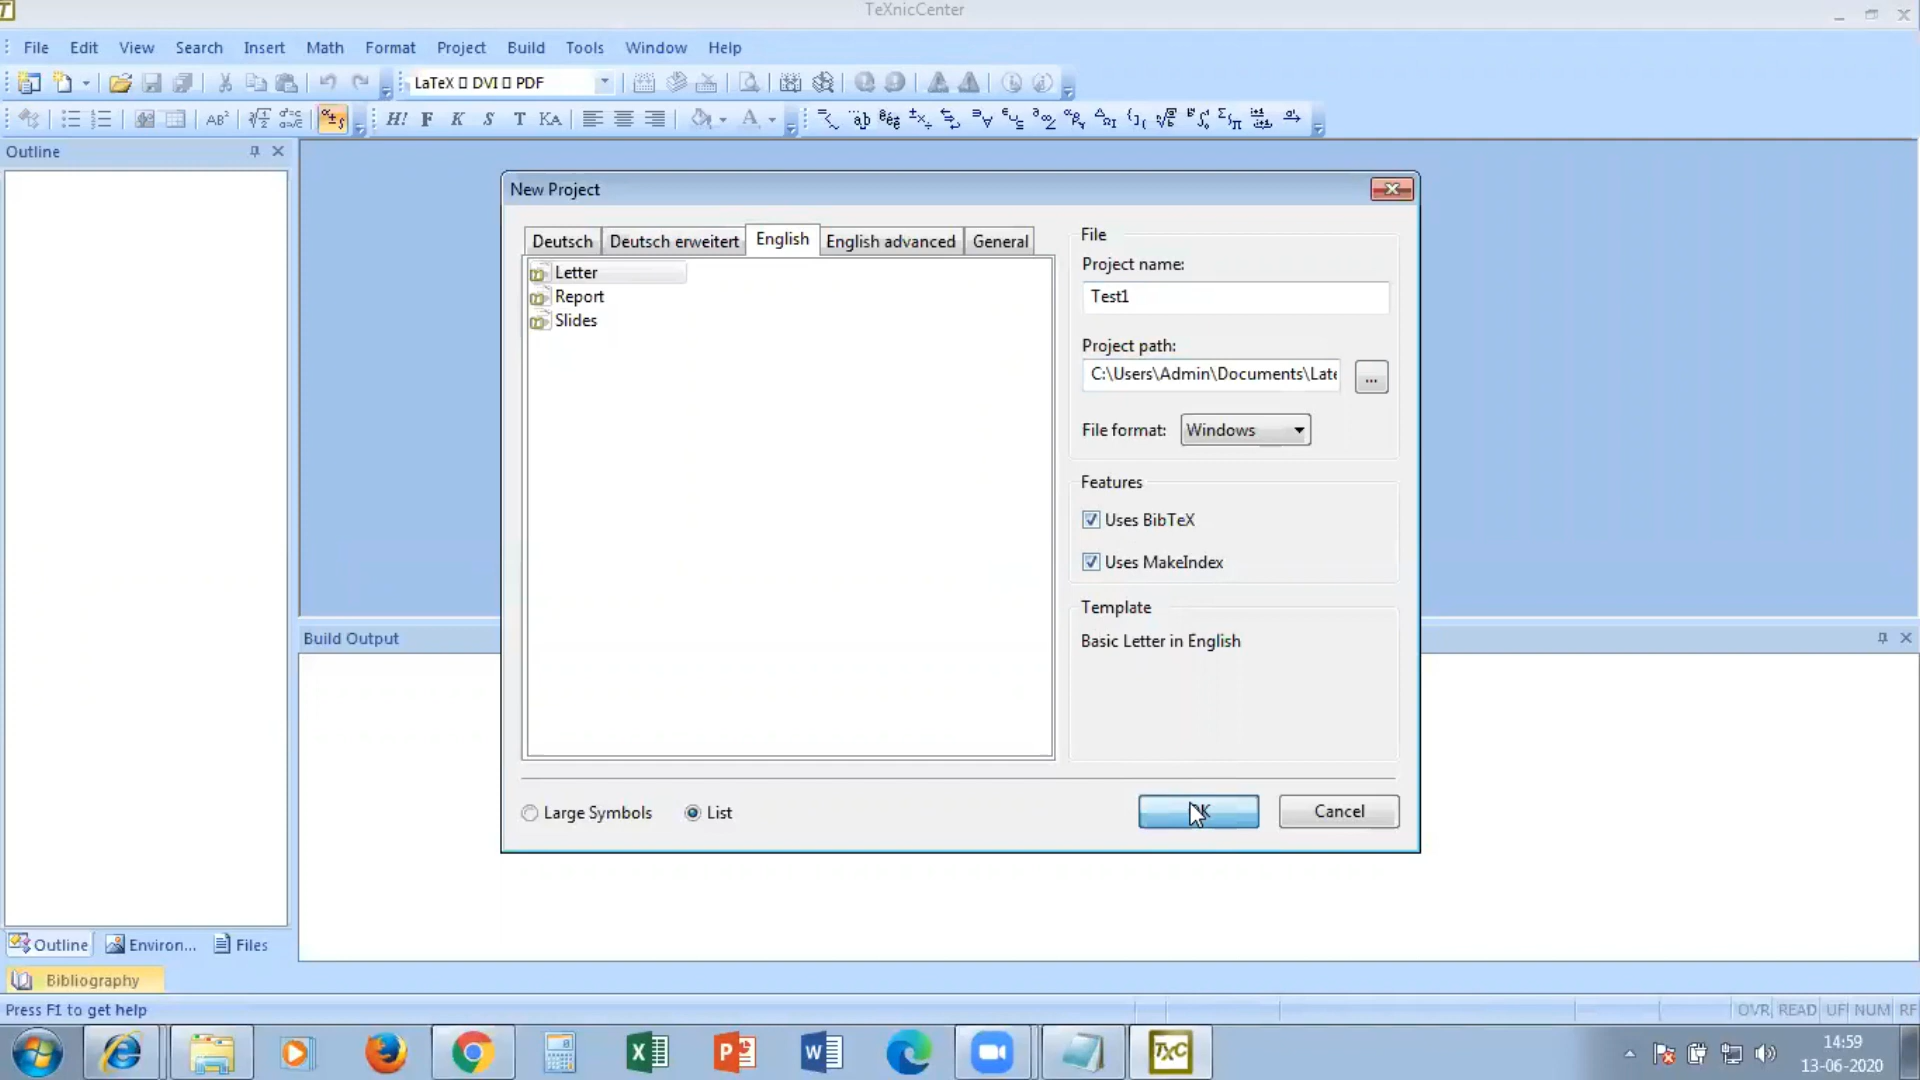 TeXnicCenter
File Edit View Search Insert Math Format Project Build Tools Window Help
LaTeX ▯ DVI ▯ PDF
Outline
New Project
Deutsch Deutsch erweitert English English advanced General
Letter
Report
Slides
File
Project name:
Test1
Project path:
C:\Users\Admin\Documents\Late
...
File format: Windows
Features
Uses BibTeX
Uses MakeIndex
Template
Basic Letter in English
Large Symbols List
Cancel
Build Output
Outline Environ... Files
Bibliography
Press F1 to get help
OVR READ UF NUM RF
14:59
13-06-2020